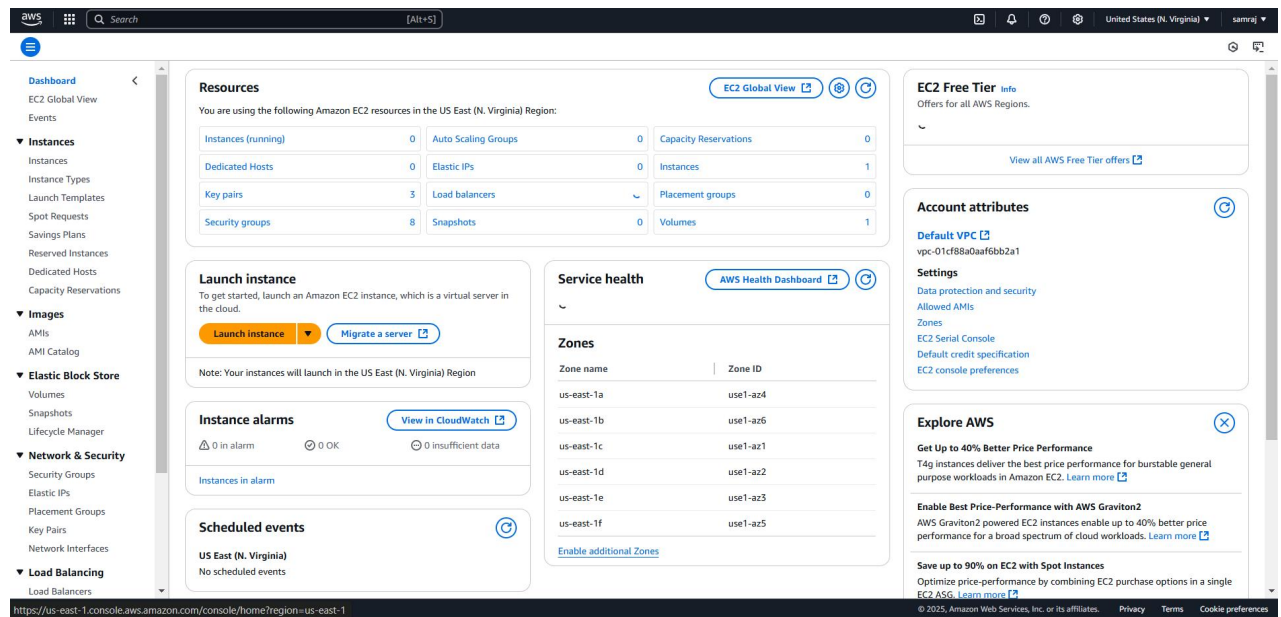 aws
Search
[Alt+S]
United States (N. Virginia) ▼
samraj ▼
Dashboard
EC2 Global View
Events
▼ Instances
Instances
Instance Types
Launch Templates
Spot Requests
Savings Plans
Reserved Instances
Dedicated Hosts
Capacity Reservations
▼ Images
AMIs
AMI Catalog
▼ Elastic Block Store
Volumes
Snapshots
Lifecycle Manager
▼ Network & Security
Security Groups
Elastic IPs
Placement Groups
Key Pairs
Network Interfaces
▼ Load Balancing
Load Balancers
Resources
EC2 Global View
You are using the following Amazon EC2 resources in the US East (N. Virginia) Region:
Instances (running) 0
Auto Scaling Groups 0
Capacity Reservations 0
Dedicated Hosts 0
Elastic IPs 0
Instances 1
Key pairs 3
Load balancers
Placement groups 0
Security groups 8
Snapshots 0
Volumes 1
Launch instance
To get started, launch an Amazon EC2 instance, which is a virtual server in
the cloud.
Launch instance ▼
Migrate a server
Note: Your instances will launch in the US East (N. Virginia) Region
Instance alarms
View in CloudWatch
0 in alarm
0 OK
0 insufficient data
Instances in alarm
Scheduled events
US East (N. Virginia)
No scheduled events
Service health
AWS Health Dashboard
Zones
Zone name Zone ID
us-east-1a use1-az4
us-east-1b use1-az6
us-east-1c use1-az1
us-east-1d use1-az2
us-east-1e use1-az3
us-east-1f use1-az5
Enable additional Zones
EC2 Free Tier Info
Offers for all AWS Regions.
View all AWS Free Tier offers
Account attributes
Default VPC
vpc-01cf88a0aaf6bb2a1
Settings
Data protection and security
Allowed AMIs
Zones
EC2 Serial Console
Default credit specification
EC2 console preferences
Explore AWS
Get Up to 40% Better Price Performance
T4g instances deliver the best price performance for burstable general
purpose workloads in Amazon EC2. Learn more
Enable Best Price-Performance with AWS Graviton2
AWS Graviton2 powered EC2 instances enable up to 40% better price
performance for a broad spectrum of cloud workloads. Learn more
Save up to 90% on EC2 with Spot Instances
Optimize price-performance by combining EC2 purchase options in a single
EC2 ASG. Learn more
https://us-east-1.console.aws.amazon.com/console/home?region=us-east-1
© 2025, Amazon Web Services, Inc. or its affiliates. Privacy Terms Cookie preferences